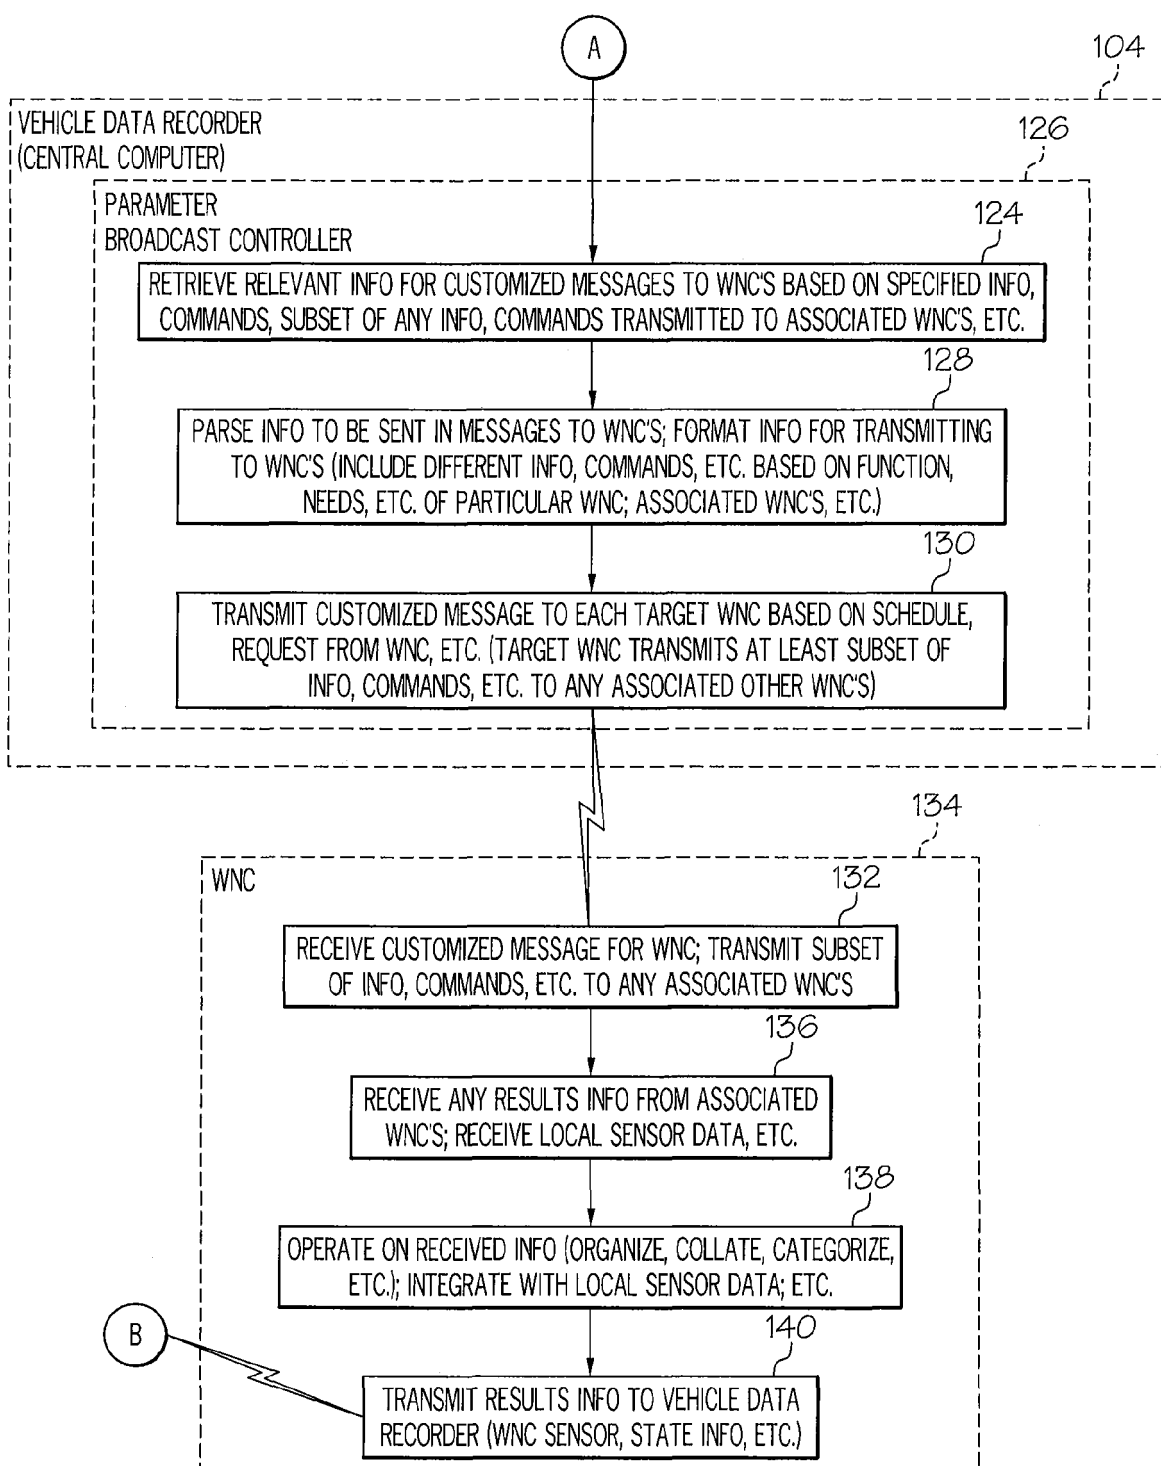 A
104
VEHICLE DATA RECORDER
(CENTRAL COMPUTER)
126
PARAMETER
BROADCAST CONTROLLER
124
RETRIEVE RELEVANT INFO FOR CUSTOMIZED MESSAGES TO WNC'S BASED ON SPECIFIED INFO,
COMMANDS, SUBSET OF ANY INFO, COMMANDS TRANSMITTED TO ASSOCIATED WNC'S, ETC.
128
PARSE INFO TO BE SENT IN MESSAGES TO WNC'S; FORMAT INFO FOR TRANSMITTING
TO WNC'S (INCLUDE DIFFERENT INFO, COMMANDS, ETC. BASED ON FUNCTION,
NEEDS, ETC. OF PARTICULAR WNC; ASSOCIATED WNC'S, ETC.)
130
TRANSMIT CUSTOMIZED MESSAGE TO EACH TARGET WNC BASED ON SCHEDULE,
REQUEST FROM WNC, ETC. (TARGET WNC TRANSMITS AT LEAST SUBSET OF
INFO, COMMANDS, ETC. TO ANY ASSOCIATED OTHER WNC'S)
134
WNC
132
RECEIVE CUSTOMIZED MESSAGE FOR WNC; TRANSMIT SUBSET
OF INFO, COMMANDS, ETC. TO ANY ASSOCIATED WNC'S
136
RECEIVE ANY RESULTS INFO FROM ASSOCIATED
WNC'S; RECEIVE LOCAL SENSOR DATA, ETC.
138
OPERATE ON RECEIVED INFO (ORGANIZE, COLLATE, CATEGORIZE,
ETC.); INTEGRATE WITH LOCAL SENSOR DATA; ETC.
B
140
TRANSMIT RESULTS INFO TO VEHICLE DATA
RECORDER (WNC SENSOR, STATE INFO, ETC.)